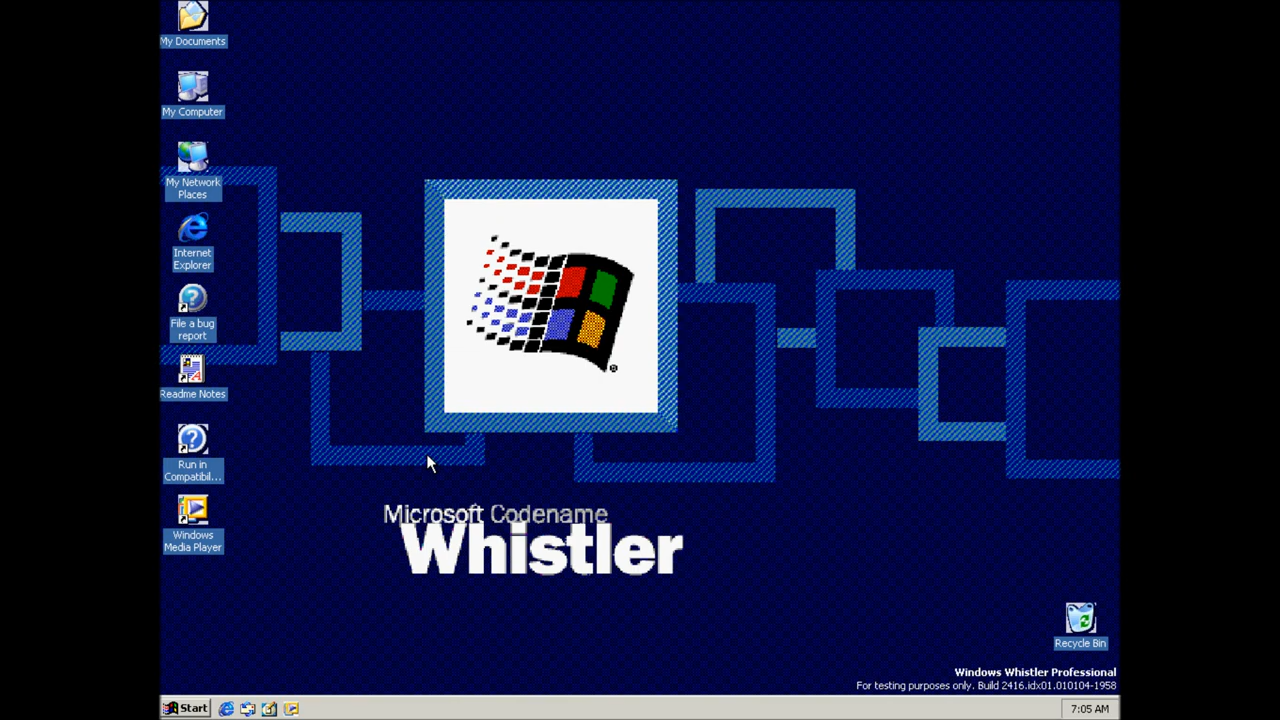 My Documents
My Computer
My Network
Places
Internet
Explorer
File a bug
report
Readme Notes
Run in
Compatibil...
Windows
Media Player
®
Microsoft Codename
Whistler
Recycle Bin
Windows Whistler Professional
For testing purposes only. Build 2416.idx01.010104-1958
Start
7:05 AM